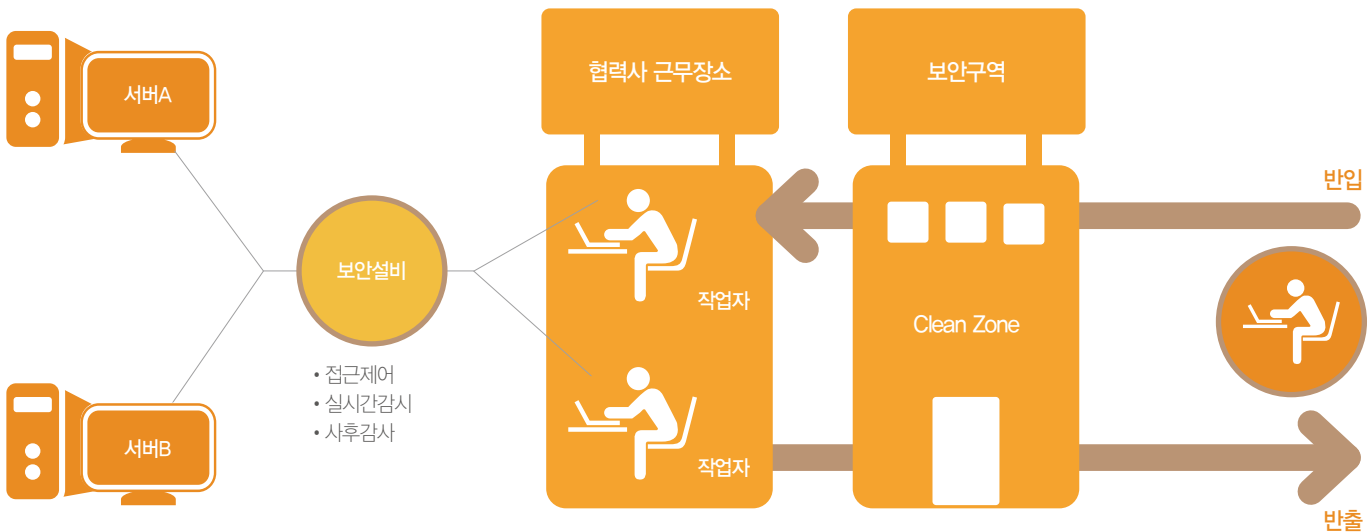 서버A
서버B
보안설비
• 접근제어
• 실시간감시
• 사후감사
협력사 근무장소
작업자
작업자
보안구역
Clean Zone
반입
반출